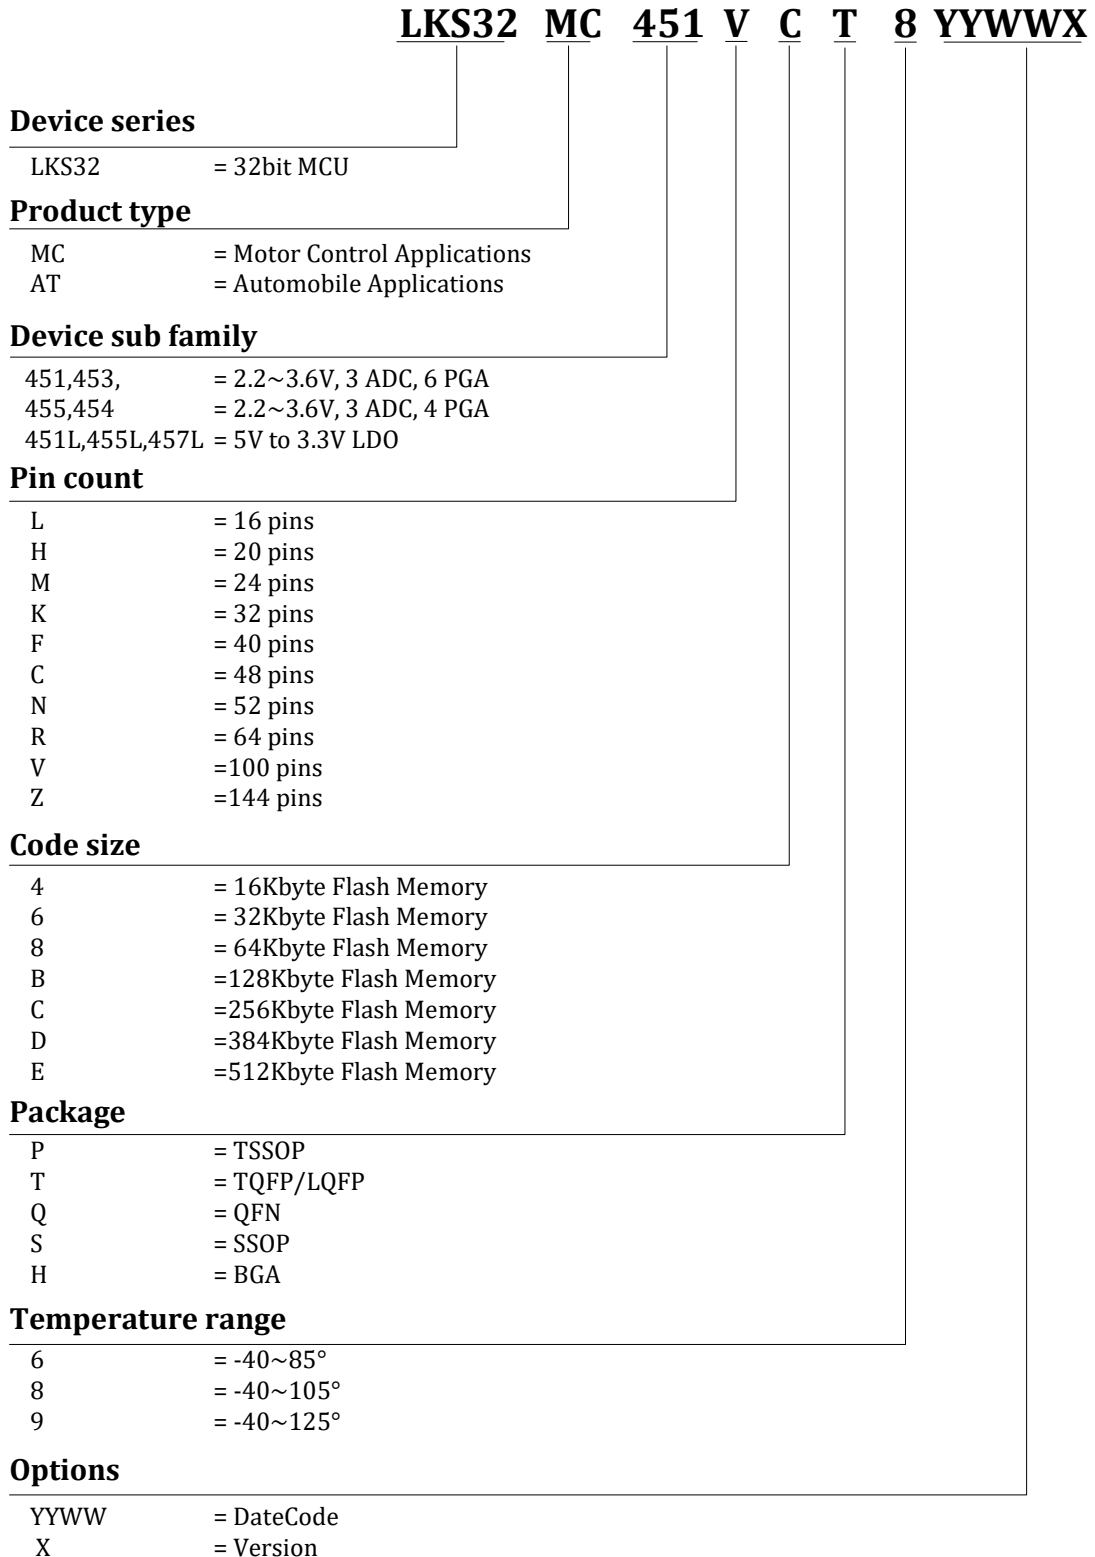 LKS32 MC 451 V C T 8 YYWWX
Device series
LKS32 = 32bit MCU
Product type
MC = Motor Control Applications
AT = Automobile Applications
Device sub family
451,453, = 2.2~3.6V, 3 ADC, 6 PGA
455,454 = 2.2~3.6V, 3 ADC, 4 PGA
451L,455L,457L = 5V to 3.3V LDO
Pin count
L = 16 pins
H = 20 pins
M = 24 pins
K = 32 pins
F = 40 pins
C = 48 pins
N = 52 pins
R = 64 pins
V =100 pins
Z =144 pins
Code size
4 = 16Kbyte Flash Memory
6 = 32Kbyte Flash Memory
8 = 64Kbyte Flash Memory
B =128Kbyte Flash Memory
C =256Kbyte Flash Memory
D =384Kbyte Flash Memory
E =512Kbyte Flash Memory
Package
P = TSSOP
T = TQFP/LQFP
Q = QFN
S = SSOP
H = BGA
Temperature range
6 = -40~85°
8 = -40~105°
9 = -40~125°
Options
YYWW = DateCode
X = Version